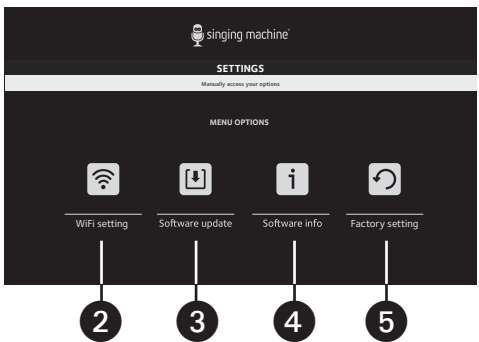 singing machine
SETTINGS
Manually access your options
MENU OPTIONS
i
WiFi setting Software update Software info Factory setting
2 3 4 5